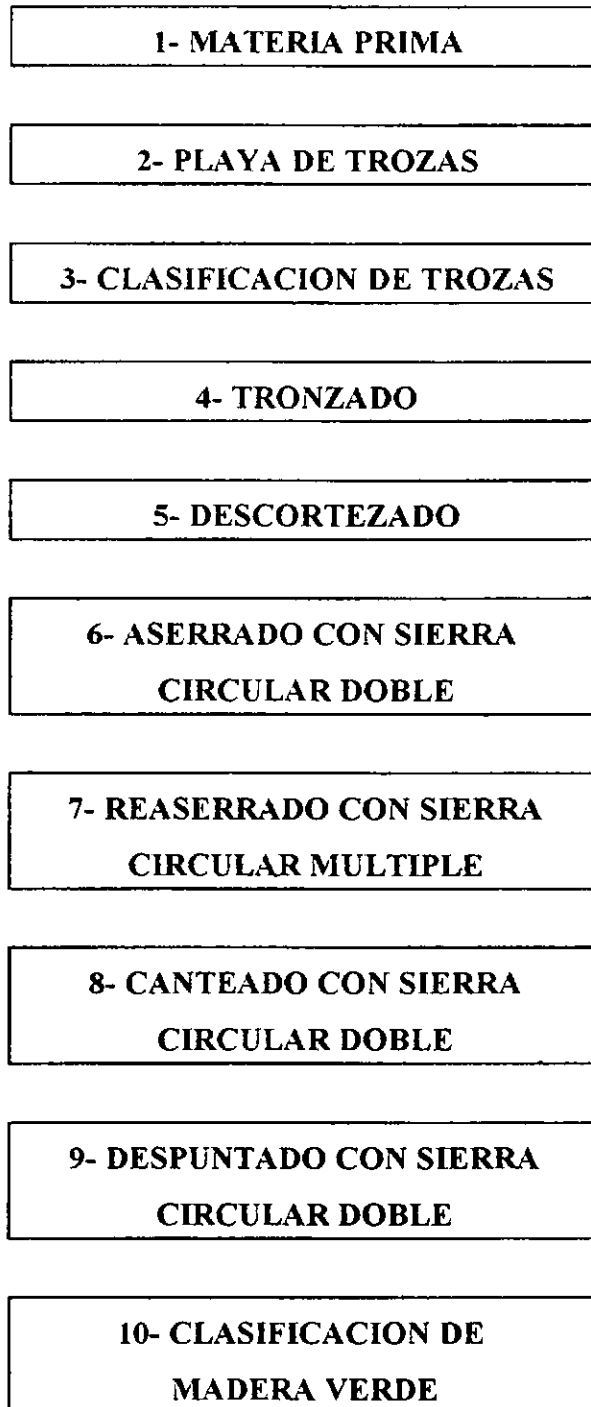 1- MATERIA PRIMA
2- PLAYA DE TROZAS
3- CLASIFICACION DE TROZAS
4- TRONZADO
5- DESCORTEZADO
6- ASERRADO CON SIERRA
CIRCULAR DOBLE
7- REASERRADO CON SIERRA
CIRCULAR MULTIPLE
8- CANTEADO CON SIERRA
CIRCULAR DOBLE
9- DESPUNTADO CON SIERRA
CIRCULAR DOBLE
10- CLASIFICACION DE
MADERA VERDE